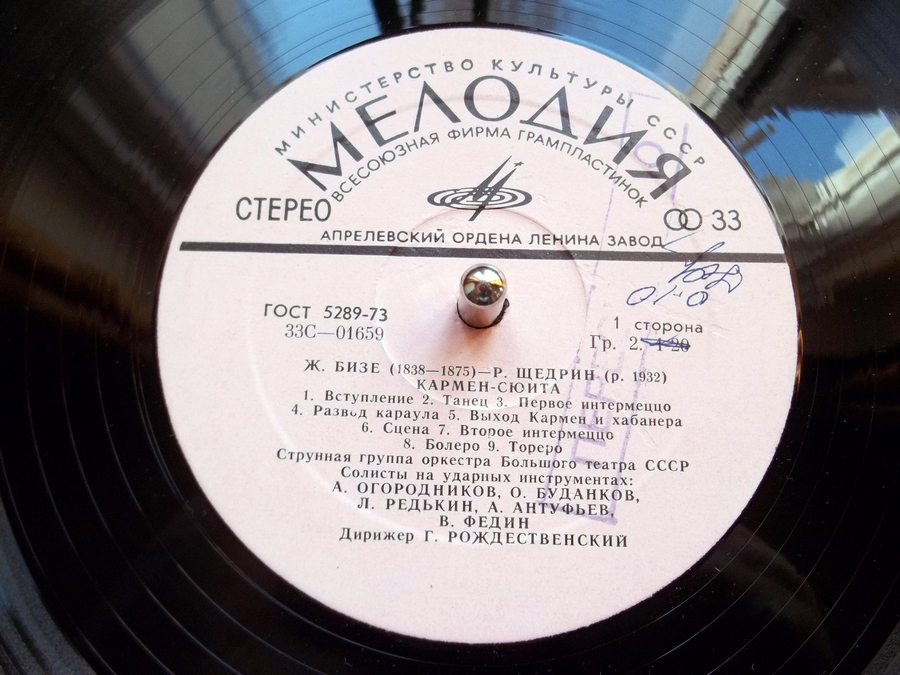 МИНИСТЕРСТВО КУЛЬТУРЫ СССР
МЕЛОДИЯ
ВСЕСОЮЗНАЯ ФИРМА ГРАМПЛАСТИНОК
СТЕРЕО
33
АПРЕЛЕВСКИЙ ОРДЕНА ЛЕНИНА ЗАВОД
ГОСТ 5289-73
33С—01659
1 сторона
Гр. 2. 1-20
Ж. БИЗЕ (1838—1875)—Р. ЩЕДРИН (р. 1932)
КАРМЕН-СЮИТА
1. Вступление 2. Танец 3. Первое интермеццо
4. Развод караула 5. Выход Кармен и хабанера
6. Сцена 7. Второе интермеццо
8. Болеро 9. Тореро
Струнная группа оркестра Большого театра СССР
Солисты на ударных инструментах:
А. ОГОРОДНИКОВ, О. БУДАНКОВ,
Л. РЕДЬКИН, А. АНТУФЬЕВ,
В. ФЕДИН
Дирижер Г. РОЖДЕСТВЕНСКИЙ